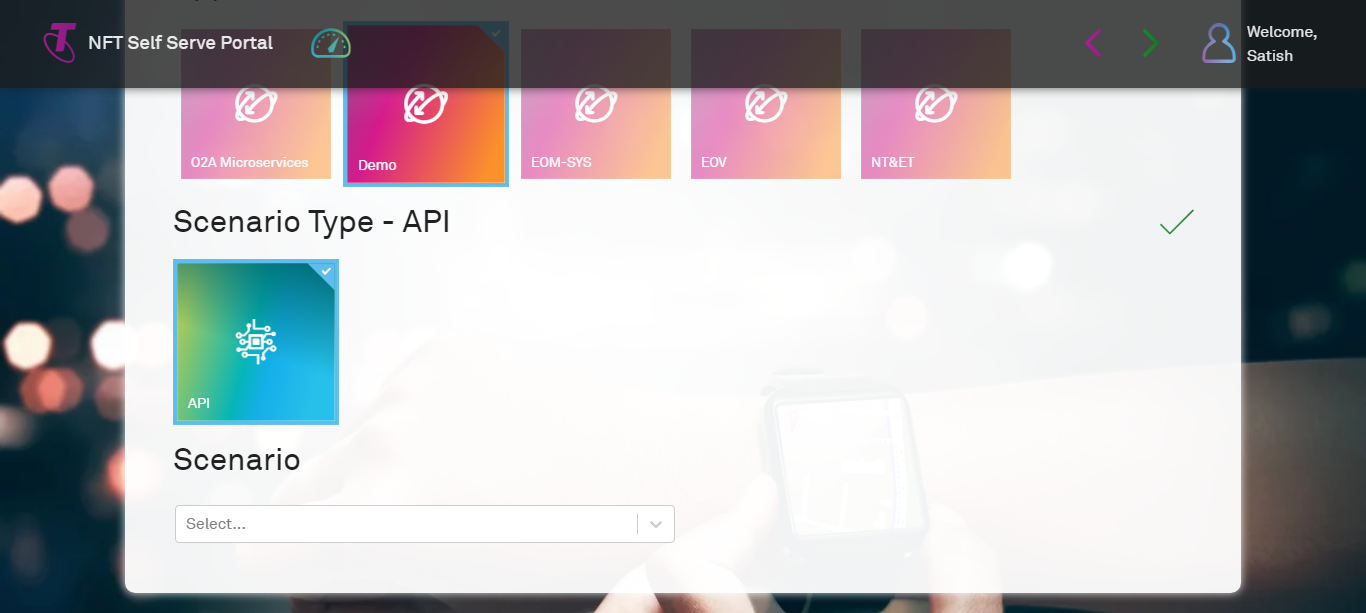 NFT Self Serve Portal
Welcome,
Satish
O2A Microservices
Demo
EOM-SYS
EOV
NT&ET
Scenario Type - API
API
Scenario
Select...